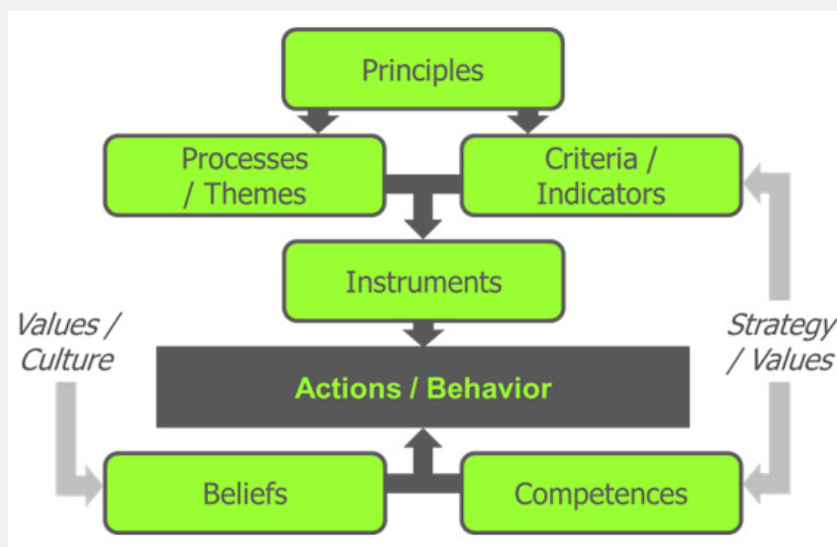 Principles
Processes
/ Themes
Criteria /
Indicators
Instruments
Values /
Culture
Strategy
/ Values
Actions / Behavior
Beliefs
Competences